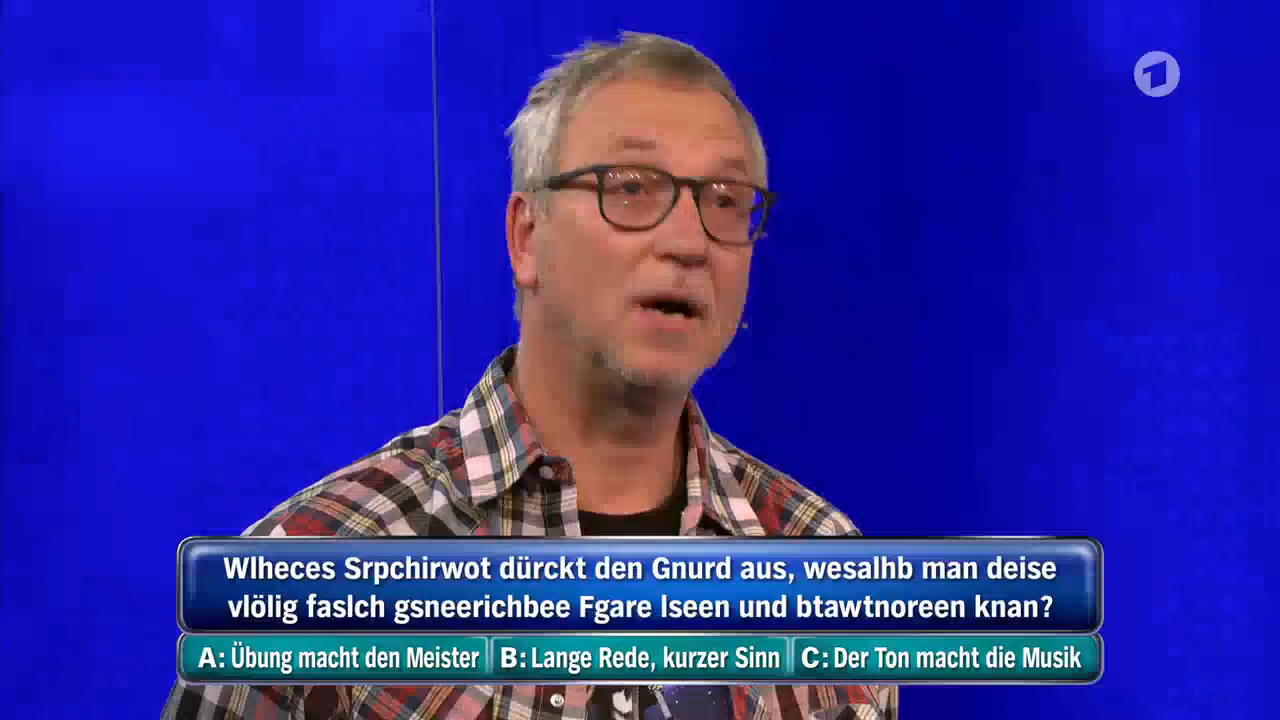 1
Wlheces Srpchirwot dürckt den Gnurd aus, wesalhb man deise
vlölig faslch gsneerichbee Fgare lseen und btawtnoreen knan?
A: Übung macht den Meister
B: Lange Rede, kurzer Sinn
C: Der Ton macht die Musik